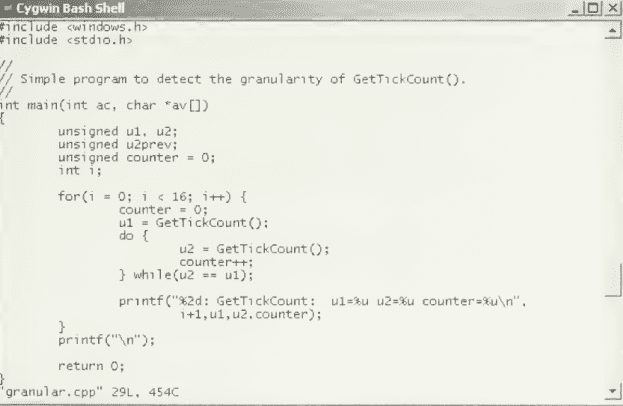 Cygwin Bash Shell
#include <windows.h>
#include <stdio.h>
//
// Simple program to detect the granularity of GetTickCount().
//
int main(int ac, char *av[])
{
unsigned u1, u2;
unsigned u2prev;
unsigned counter = 0;
int i;
for(i = 0; i < 16; i++) {
counter = 0;
u1 = GetTickCount();
do {
u2 = GetTickCount();
counter++;
} while(u2 == u1);
printf("%2d: GetTickCount:  u1=%u u2=%u counter=%u\n",
i+1,u1,u2,counter);
}
printf("\n");
return 0;
}
"granular.cpp" 29L, 454C